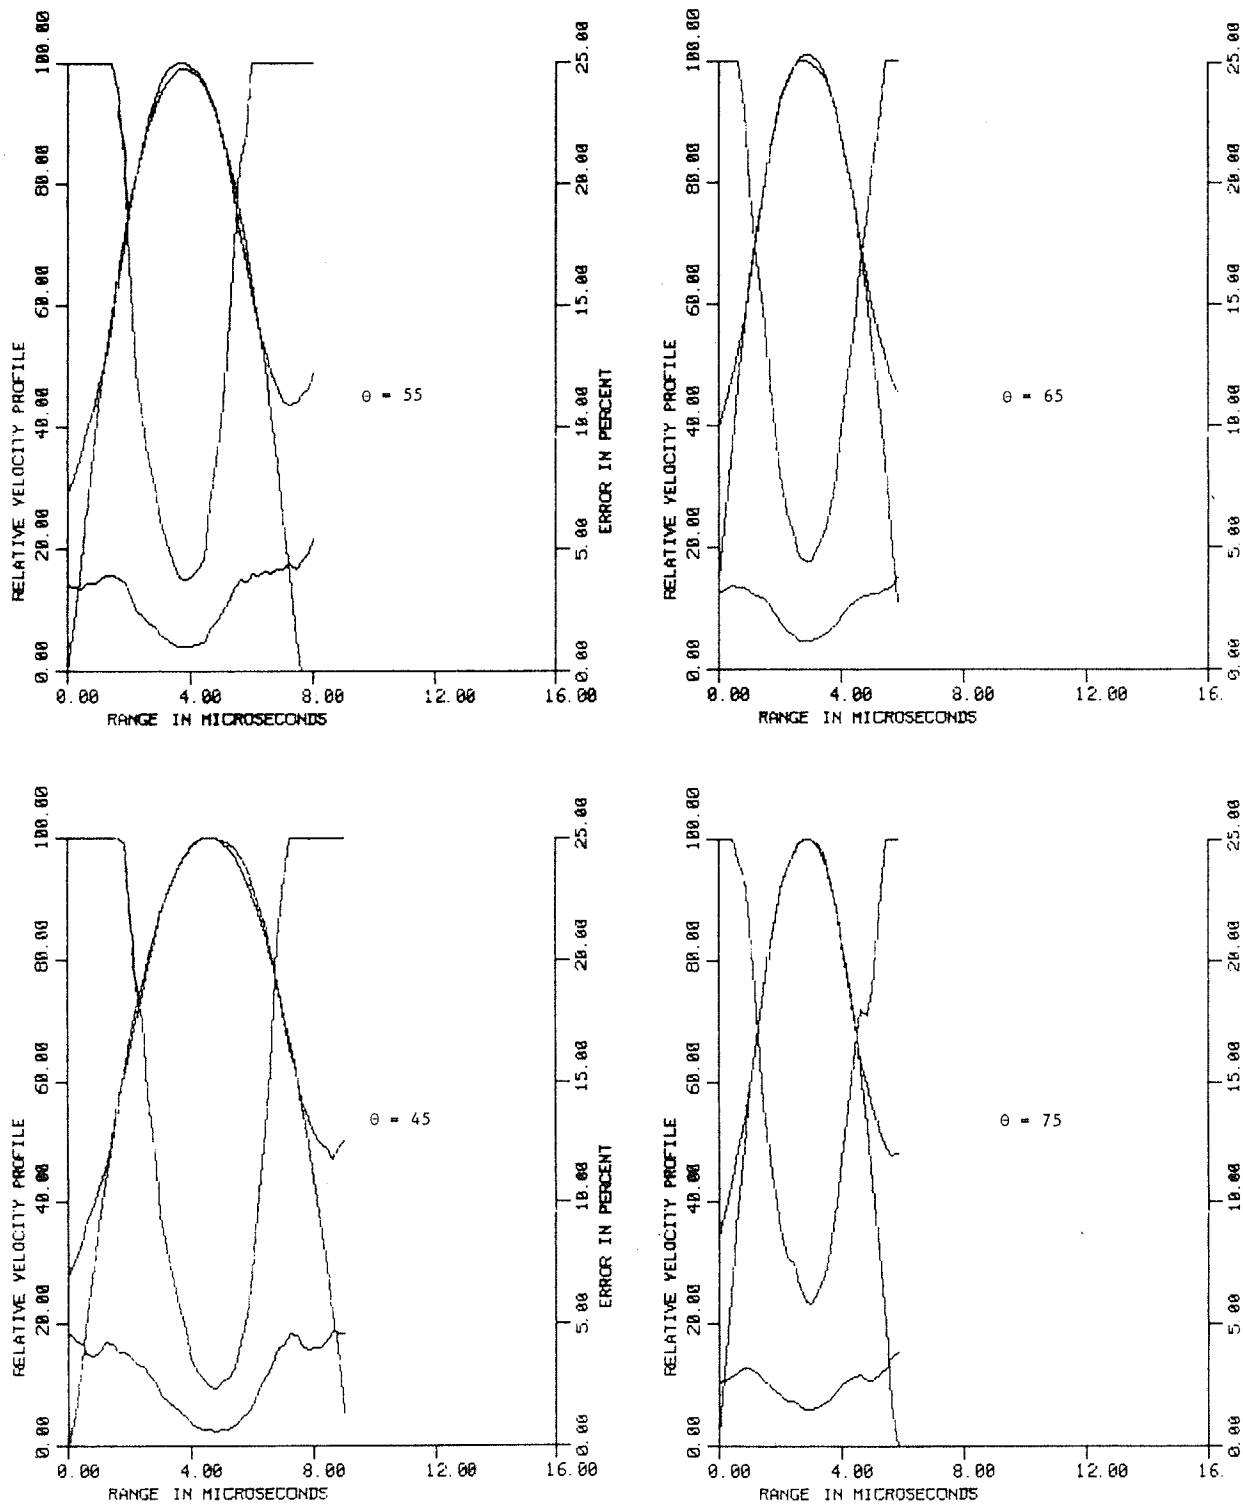 RELATIVE VELOCITY PROFILE
0.00 20.00 40.00 60.00 80.00 100.00
0.00 5.00 10.00 15.00 20.00 25.00
ERROR IN PERCENT
θ = 55
0.00 4.00 8.00 12.00 16.00
RANGE IN MICROSECONDS
RELATIVE VELOCITY PROFILE
0.00 20.00 40.00 60.00 80.00 100.00
0.00 5.00 10.00 15.00 20.00 25.00
θ = 65
0.00 4.00 8.00 12.00 16.
RANGE IN MICROSECONDS
RELATIVE VELOCITY PROFILE
0.00 20.00 40.00 60.00 80.00 100.00
0.00 5.00 10.00 15.00 20.00 25.00
ERROR IN PERCENT
θ = 45
0.00 4.00 8.00 12.00 16.00
RANGE IN MICROSECONDS
RELATIVE VELOCITY PROFILE
0.00 20.00 40.00 60.00 80.00 100.00
0.00 5.00 10.00 15.00 20.00 25.00
θ = 75
0.00 4.00 8.00 12.00 16.
RANGE IN MICROSECONDS